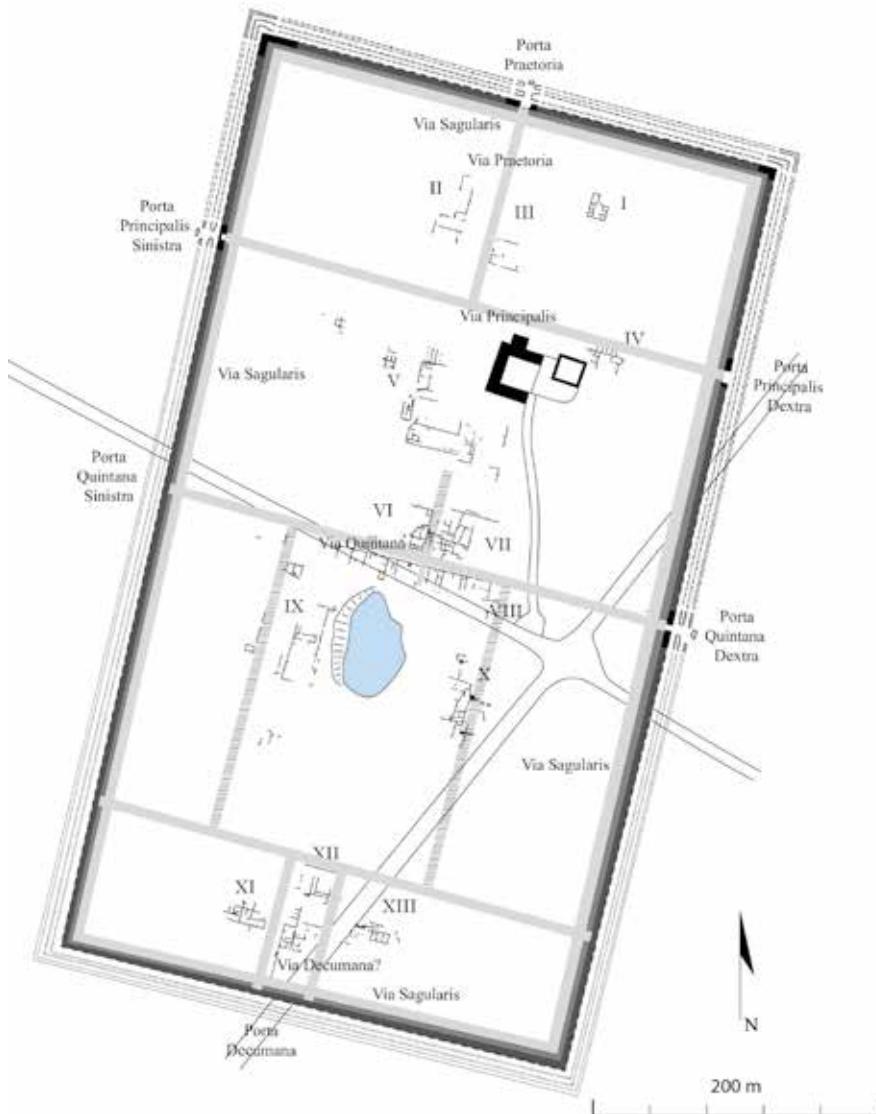 Porta
Praetoria
Via Sagularis
Via Praetoria
II
III
I
Porta
Principalis
Sinistra
Via Principalis
IV
Via Sagularis
V
Porta
Principalis
Dextra
Porta
Quintana
Sinistra
VI
Via Quintana
VII
IX
VIII
Porta
Quintana
Dextra
X
Via Sagularis
XII
XI
XIII
Via Decumana?
Via Sagularis
Porta
Decumana
N
200 m